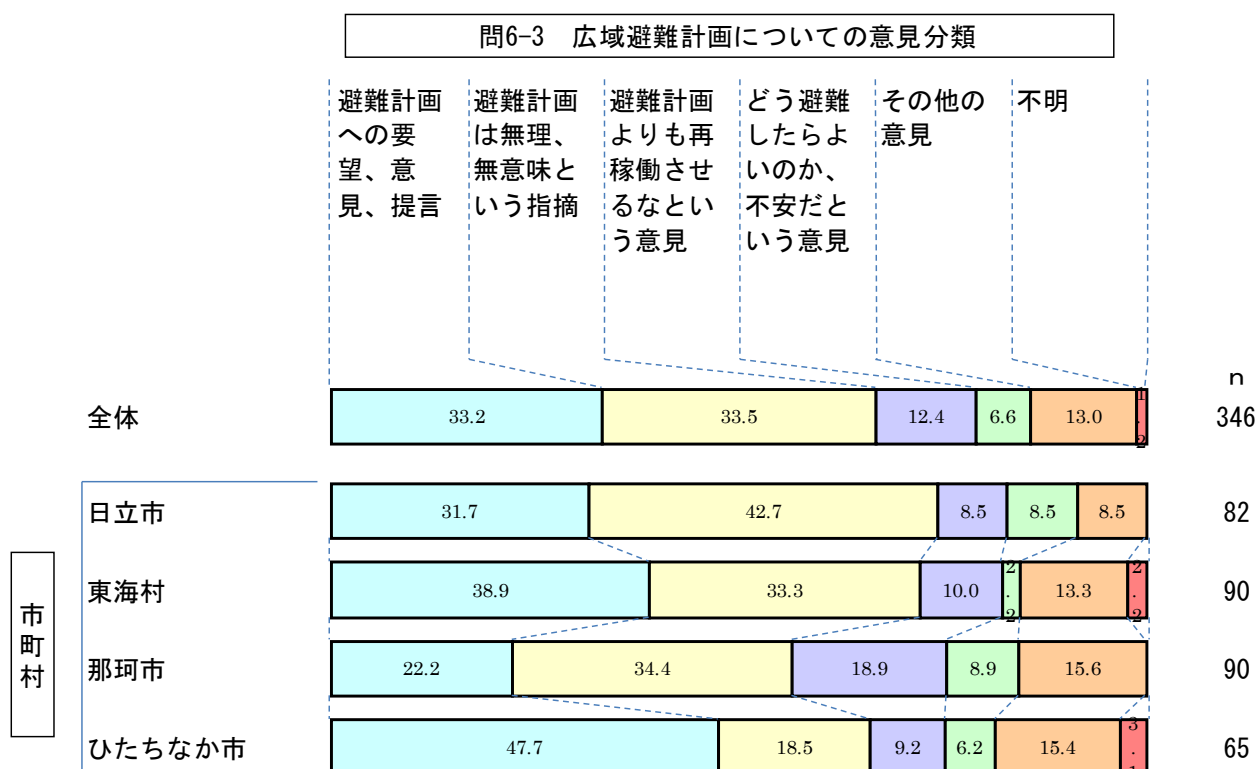 問6-3　広域避難計画についての意見分類
避難計画
への要
望、意
見、提言
避難計画
は無理、
無意味と
いう指摘
避難計画
よりも再
稼働させ
るなとい
う意見
どう避難
したらよ
いのか、
不安だと
いう意見
その他の
意見
不明
n
全体 33.2 33.5 12.4 6.6 13.0 1.2 346
市町村
日立市 31.7 42.7 8.5 8.5 8.5 82
東海村 38.9 33.3 10.0 2.2 13.3 2.2 90
那珂市 22.2 34.4 18.9 8.9 15.6 90
ひたちなか市 47.7 18.5 9.2 6.2 15.4 3.1 65